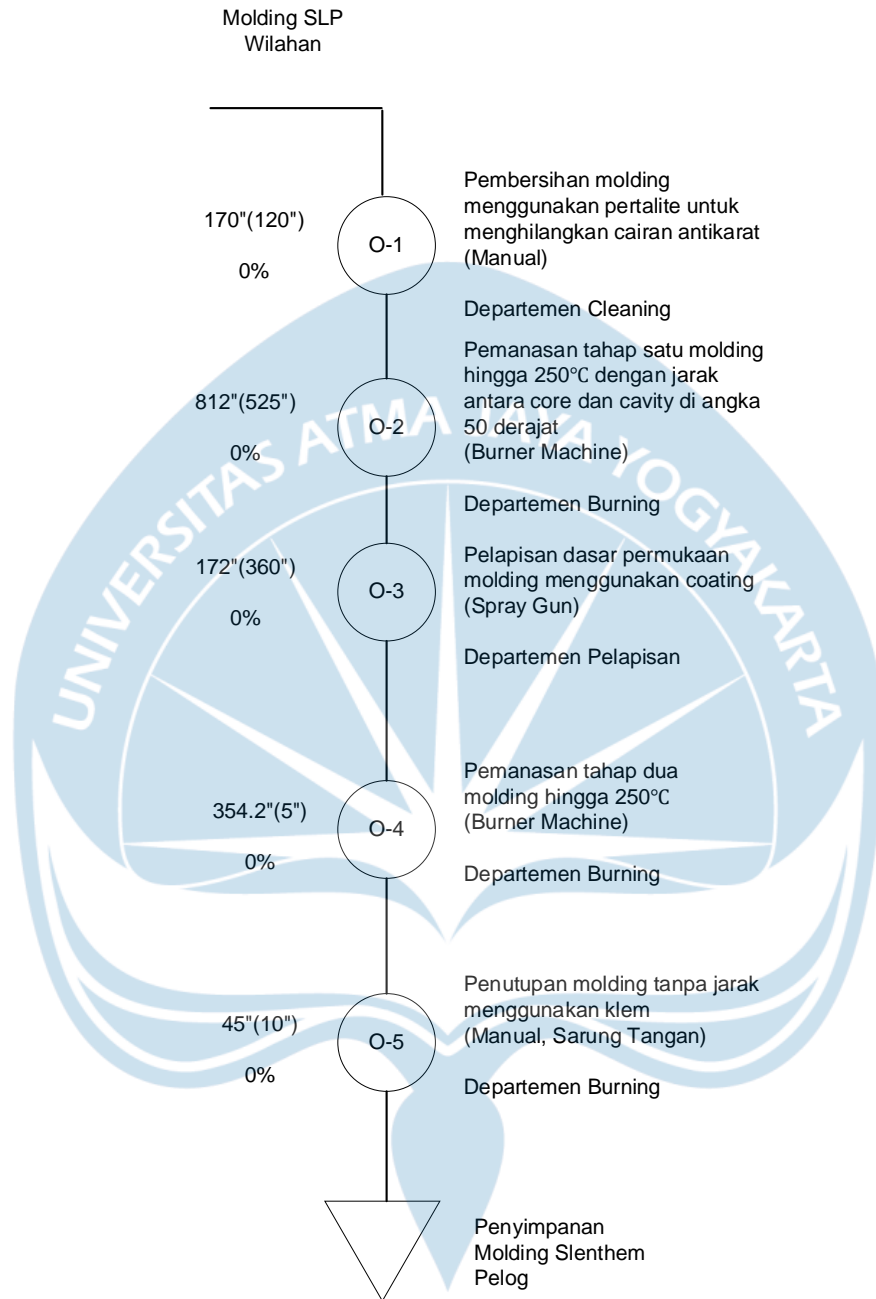 Molding SLP
Wilahan
170"(120")
0%
O-1
Pembersihan molding
menggunakan pertalite untuk
menghilangkan cairan antikarat
(Manual)
Departemen Cleaning
812"(525")
0%
O-2
Pemanasan tahap satu molding
hingga 250℃ dengan jarak
antara core dan cavity di angka
50 derajat
(Burner Machine)
Departemen Burning
172"(360")
0%
O-3
Pelapisan dasar permukaan
molding menggunakan coating
(Spray Gun)
Departemen Pelapisan
354.2"(5")
0%
O-4
Pemanasan tahap dua
molding hingga 250℃
(Burner Machine)
Departemen Burning
45"(10")
0%
O-5
Penutupan molding tanpa jarak
menggunakan klem
(Manual, Sarung Tangan)
Departemen Burning
Penyimpanan
Molding Slenthem
Pelog
UNIVERSITAS ATMA JAYA YOGYAKARTA